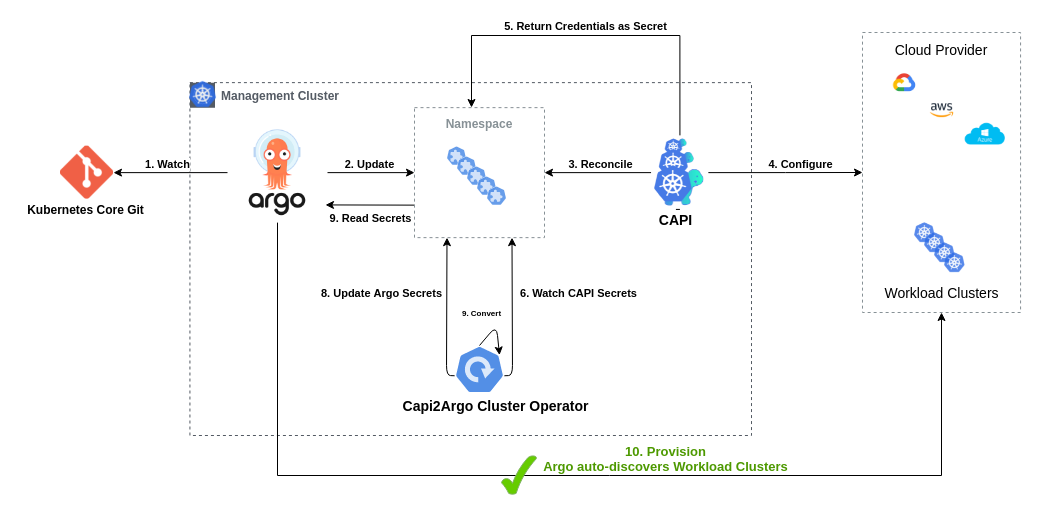 5. Return Credentials as Secret
Cloud Provider
aws
Azure
Management Cluster
Namespace
1. Watch
2. Update
3. Reconcile
4. Configure
argo
Kubernetes Core Git
9. Read Secrets
CAPI
8. Update Argo Secrets
6. Watch CAPI Secrets
Workload Clusters
9. Convert
Capi2Argo Cluster Operator
10. Provision
Argo auto-discovers Workload Clusters